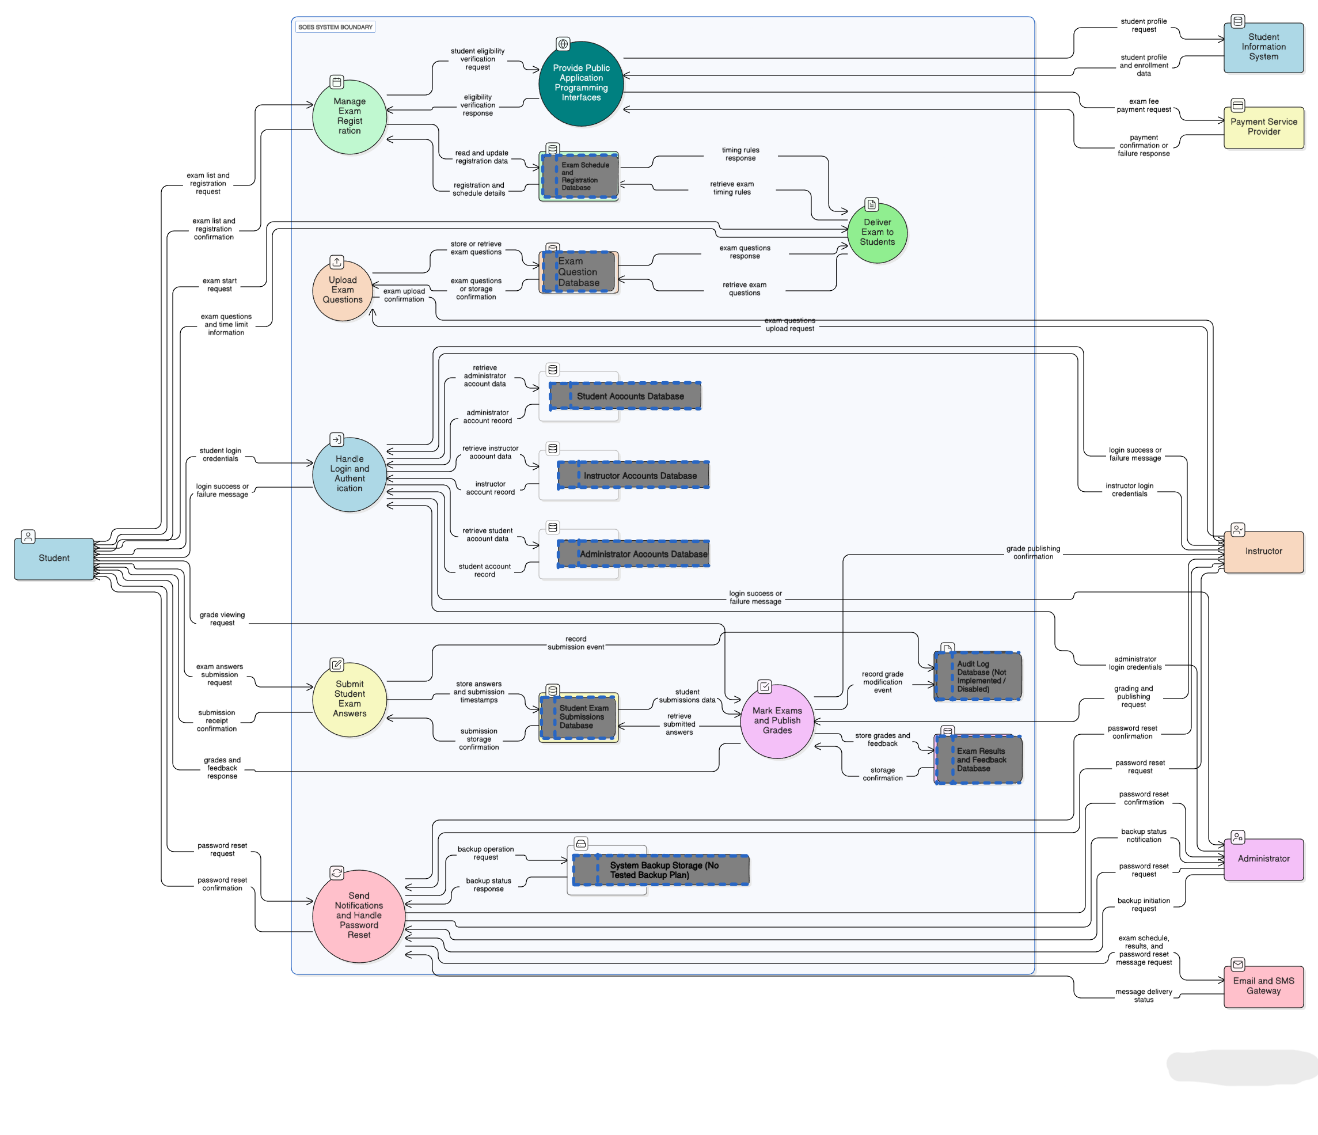 SOES SYSTEM BOUNDARY
student profile
request
Student
Information
System
student profile
and enrollment
data
student eligibility
verification
request
Provide Public
Application
Programming
Interfaces
eligibility
verification
response
Manage
Exam
Regist
ration
exam fee
payment request
Payment Service
Provider
payment
confirmation or
failure response
read and update
registration data
registration and
schedule details
Exam Schedule
and
Registration
Database
timing rules
response
retrieve exam
timing rules
exam list and
registration
request
exam list and
registration
confirmation
Deliver
Exam to
Students
store or retrieve
exam questions
exam questions
or storage
confirmation
Exam
Question
Database
exam questions
response
retrieve exam
questions
Upload
Exam
Questions
exam upload
confirmation
exam start
request
exam questions
and time limit
information
exam questions
upload request
retrieve
administrator
account data
administrator
account record
Student Accounts Database
retrieve instructor
account data
instructor
account record
Instructor Accounts Database
retrieve student
account data
student account
record
Administrator Accounts Database
Handle
Login and
Authent
ication
student login
credentials
login success or
failure message
login success or
failure message
instructor login
credentials
Student
Instructor
grade publishing
confirmation
login success or
failure message
grade viewing
request
record
submission event
administrator
login credentials
exam answers
submission
request
Submit
Student
Exam
Answers
store answers
and submission
timestamps
submission
storage
confirmation
Student Exam
Submissions
Database
student
submissions data
retrieve
submitted
answers
Mark Exams
and Publish
Grades
record grade
modification
event
Audit Log
Database (Not
Implemented /
Disabled)
grading and
publishing
request
submission
receipt
confirmation
store grades and
feedback
storage
confirmation
Exam Results
and Feedback
Database
password reset
confirmation
grades and
feedback
response
password reset
request
password reset
confirmation
backup status
notification
Administrator
password reset
request
backup initiation
request
password reset
request
password reset
confirmation
backup operation
request
backup status
response
System Backup Storage (No
Tested Backup Plan)
Send
Notifications
and Handle
Password
Reset
exam schedule,
results, and
password reset
message request
Email and SMS
Gateway
message delivery
status